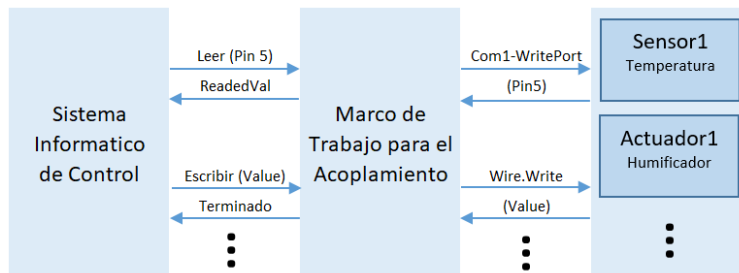 Sistema
Informatico
de Control
Leer (Pin 5)
ReadedVal
Escribir (Value)
Terminado
Marco de
Trabajo para el
Acoplamiento
Com1-WritePort
(Pin5)
Wire.Write
(Value)
Sensor1
Temperatura
Actuador1
Humificador